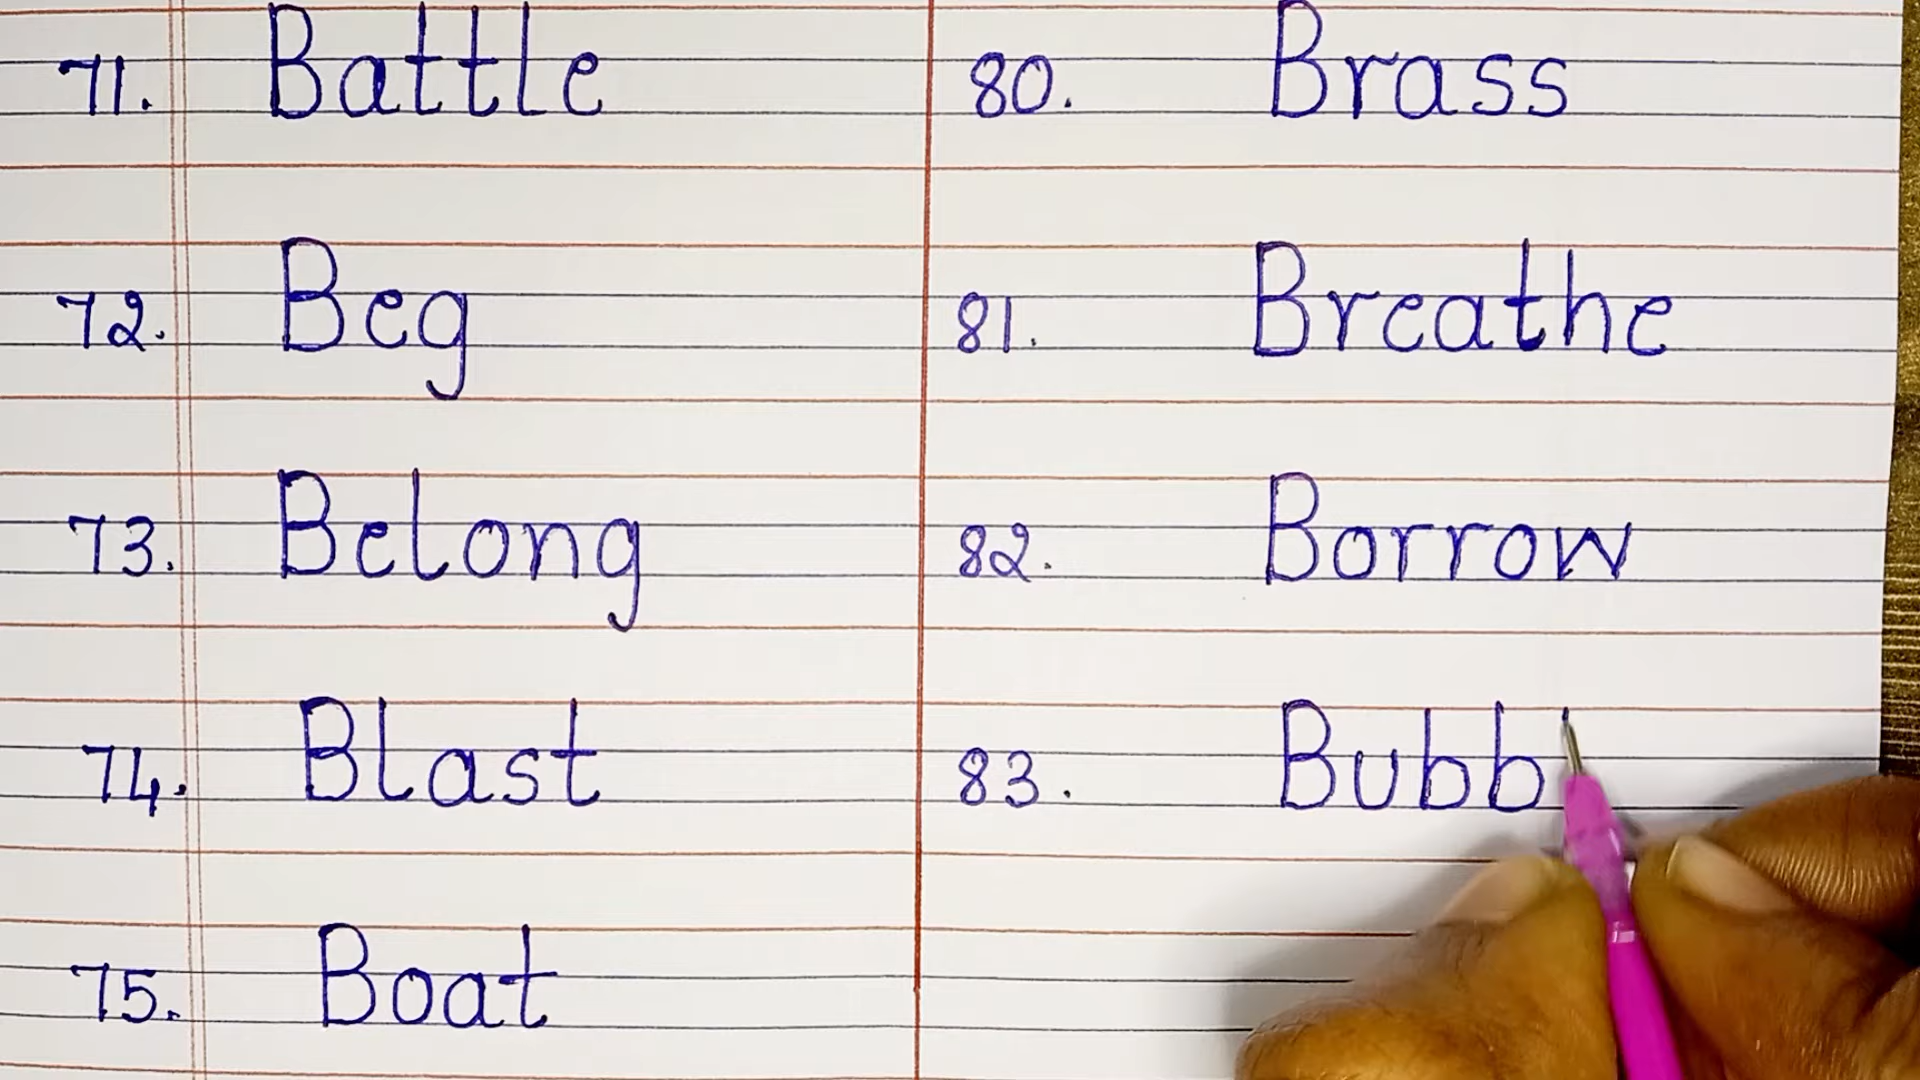 71. Battle
72. Beg
73. Belong
74. Blast
75. Boat
80. Brass
81. Breathe
82. Borrow
83. Bubb